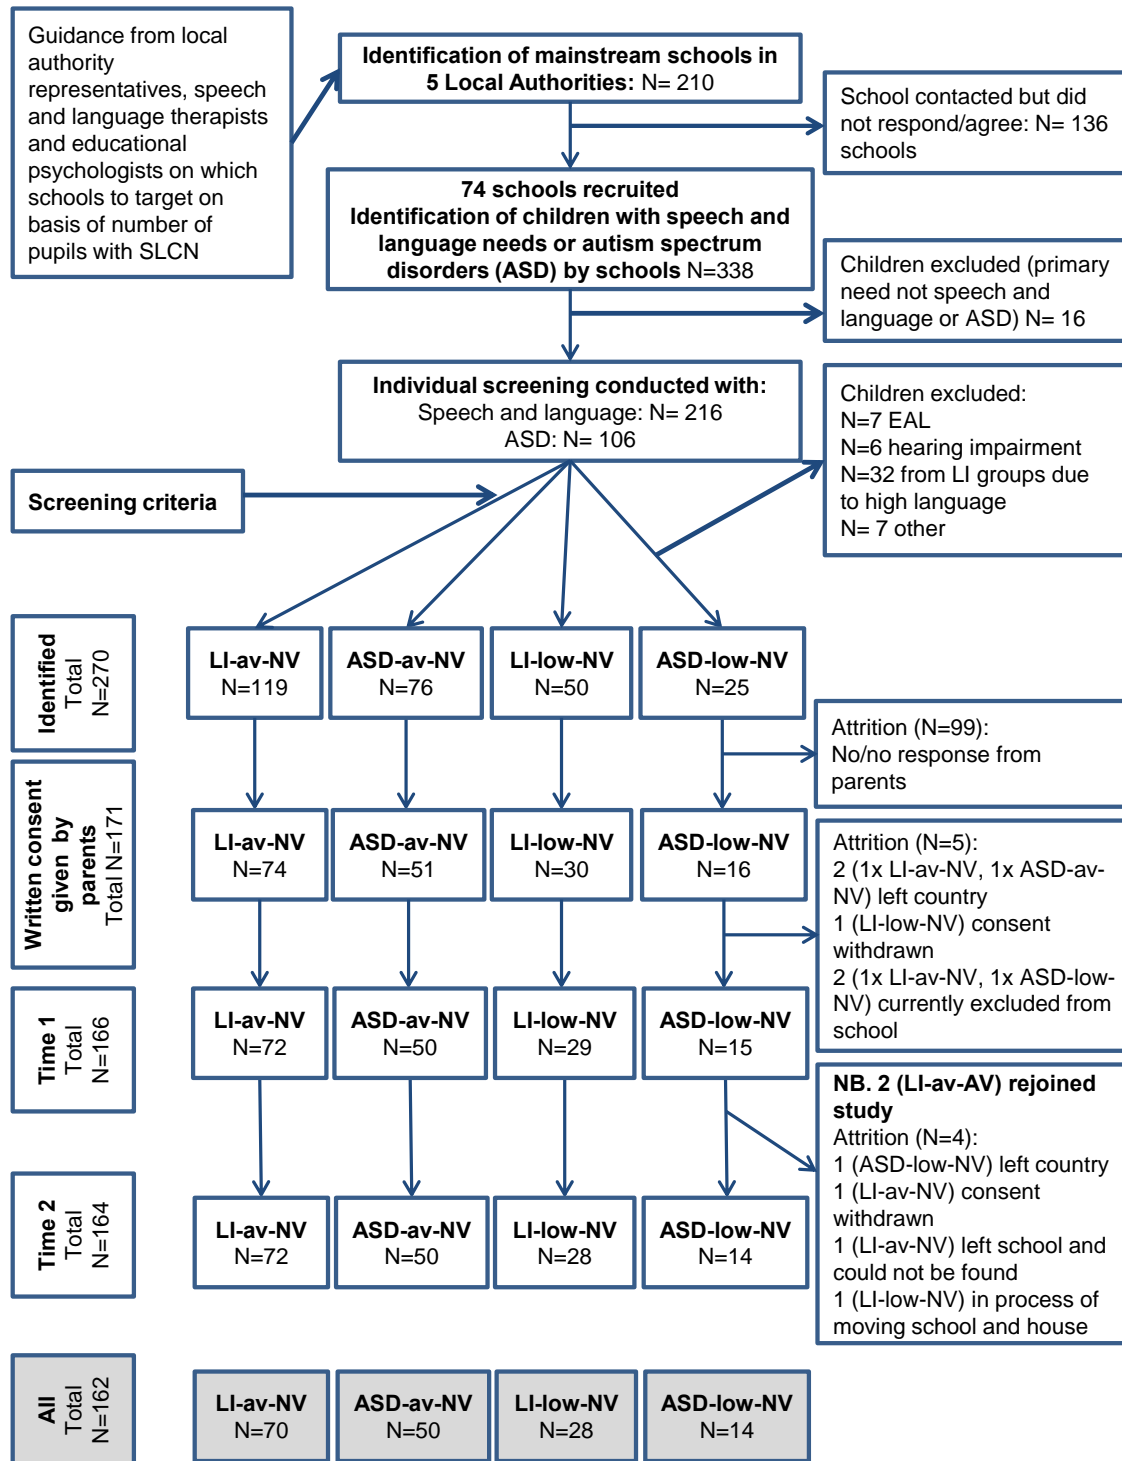 Guidance from local
authority
representatives, speech
and language therapists
and educational
psychologists on which
schools to target on
basis of number of
pupils with SLCN
Identification of mainstream schools in
5 Local Authorities: N= 210
School contacted but did
not respond/agree: N= 136
schools
74 schools recruited
Identification of children with speech and
language needs or autism spectrum
disorders (ASD) by schools N=338
Children excluded (primary
need not speech and
language or ASD) N= 16
Individual screening conducted with:
Speech and language: N= 216
ASD: N= 106
Children excluded:
N=7 EAL
N=6 hearing impairment
N=32 from LI groups due
to high language
N= 7 other
Screening criteria
Identified
Total
N=270
LI-av-NV
N=119
ASD-av-NV
N=76
LI-low-NV
N=50
ASD-low-NV
N=25
Attrition (N=99):
No/no response from
parents
Written consent
given by
parents
Total N=171
LI-av-NV
N=74
ASD-av-NV
N=51
LI-low-NV
N=30
ASD-low-NV
N=16
Attrition (N=5):
2 (1x LI-av-NV, 1x ASD-av-
NV) left country
1 (LI-low-NV) consent
withdrawn
2 (1x LI-av-NV, 1x ASD-low-
NV) currently excluded from
school
Time 1
Total
N=166
LI-av-NV
N=72
ASD-av-NV
N=50
LI-low-NV
N=29
ASD-low-NV
N=15
NB. 2 (LI-av-AV) rejoined
study
Attrition (N=4):
1 (ASD-low-NV) left country
1 (LI-av-NV) consent
withdrawn
1 (LI-av-NV) left school and
could not be found
1 (LI-low-NV) in process of
moving school and house
Time 2
Total
N=164
LI-av-NV
N=72
ASD-av-NV
N=50
LI-low-NV
N=28
ASD-low-NV
N=14
All
Total
N=162
LI-av-NV
N=70
ASD-av-NV
N=50
LI-low-NV
N=28
ASD-low-NV
N=14